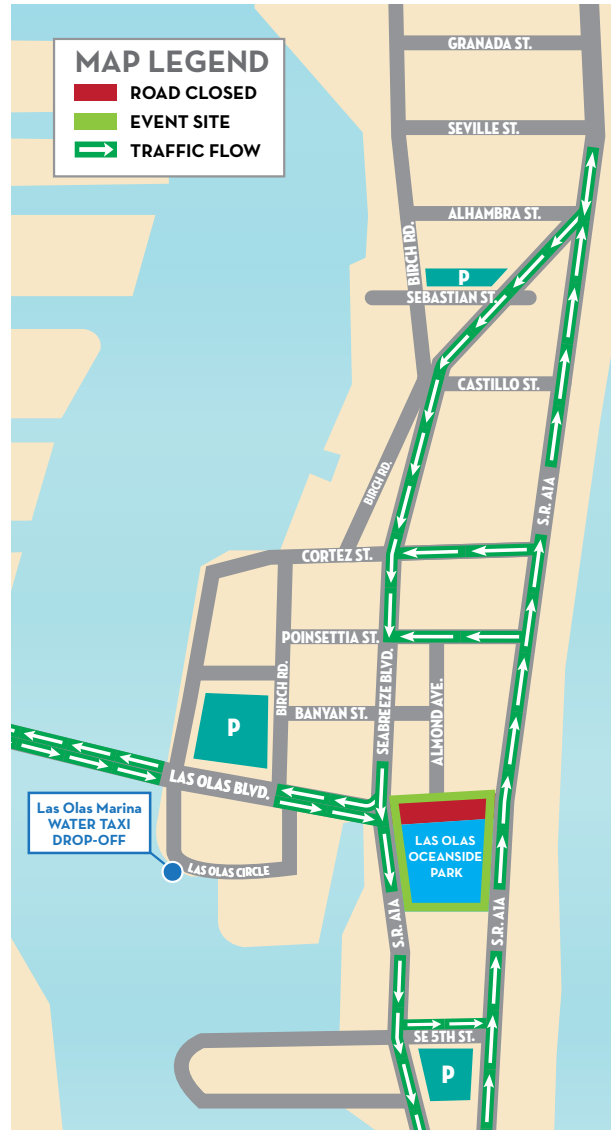 MAP LEGEND
ROAD CLOSED
EVENT SITE
TRAFFIC FLOW
GRANADA ST.
SEVILLE ST.
ALHAMBRA ST.
BIRCH RD.
P
SEBASTIAN ST.
CASTILLO ST.
BIRCH RD.
S.R. A1A
CORTEZ ST.
POINSETTIA ST.
BIRCH RD.
SEABREEZE BLVD.
ALMOND AVE.
BANYAN ST.
P
LAS OLAS BLVD.
Las Olas Marina
WATER TAXI
DROP-OFF
LAS OLAS CIRCLE
LAS OLAS
OCEANSIDE
PARK
S.R. A1A
S.R. A1A
SE 5TH ST.
P